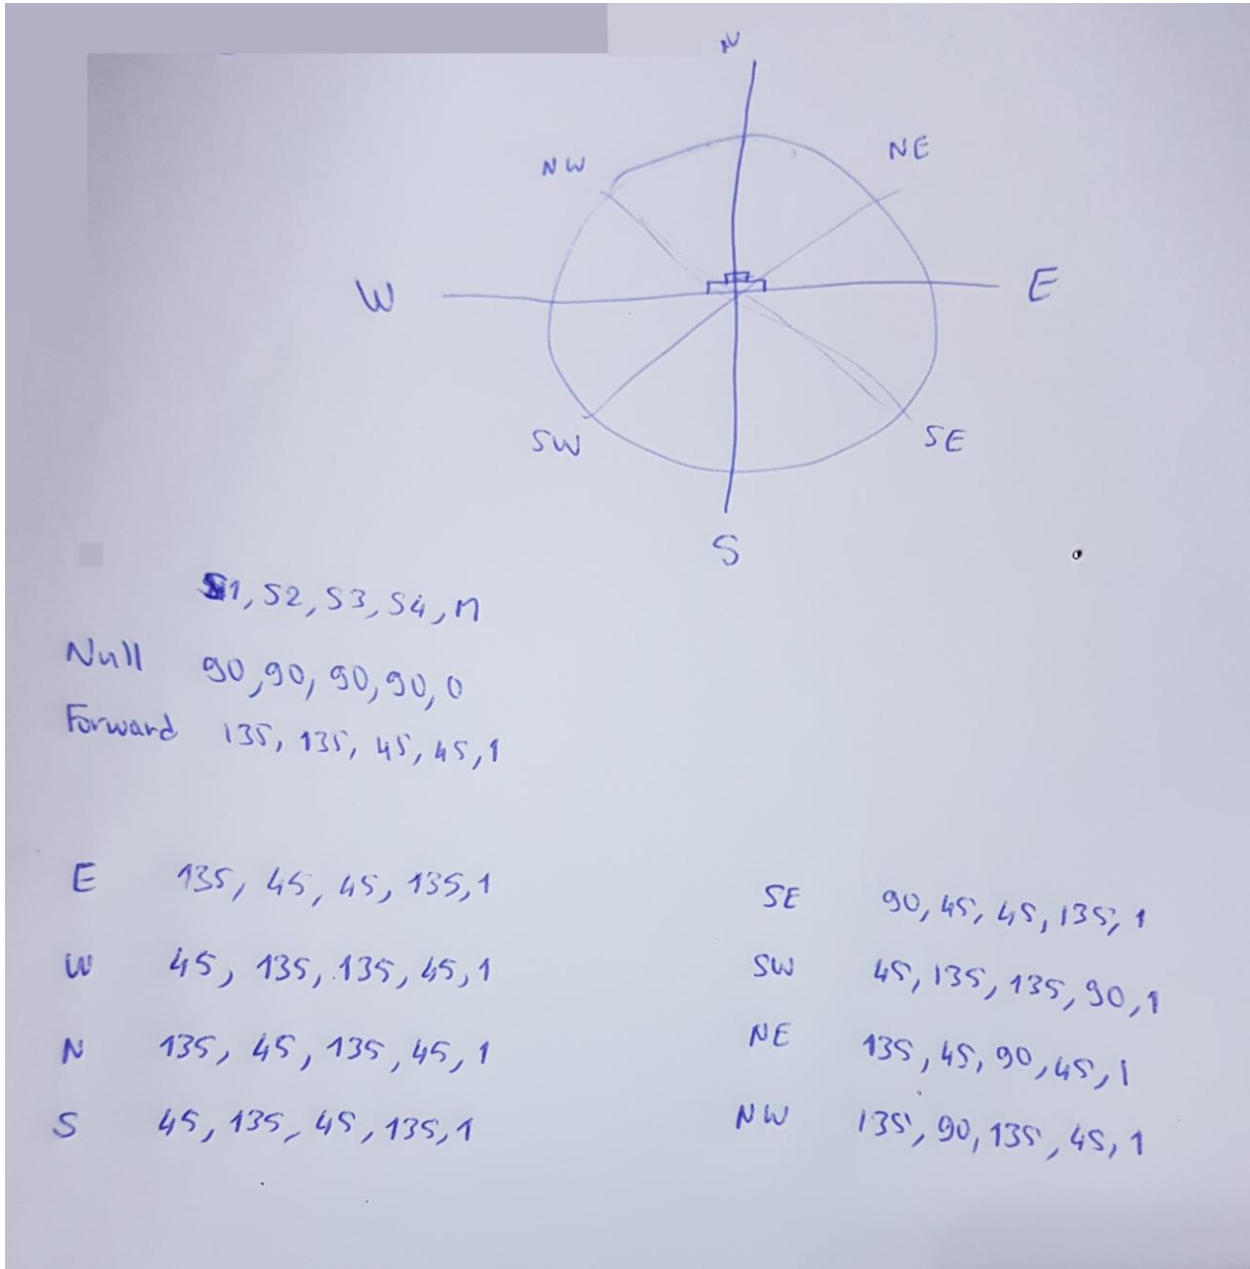 N
NW
NE
W
E
SW
SE
S
S1, S2, S3, S4, M
Null 90, 90, 90, 90, 0
Forward 135, 135, 45, 45, 1
E 135, 45, 45, 135, 1
W 45, 135, 135, 45, 1
N 135, 45, 135, 45, 1
S 45, 135, 45, 135, 1
SE 90, 45, 45, 135, 1
SW 45, 135, 135, 90, 1
NE 135, 45, 90, 45, 1
NW 135, 90, 135, 45, 1